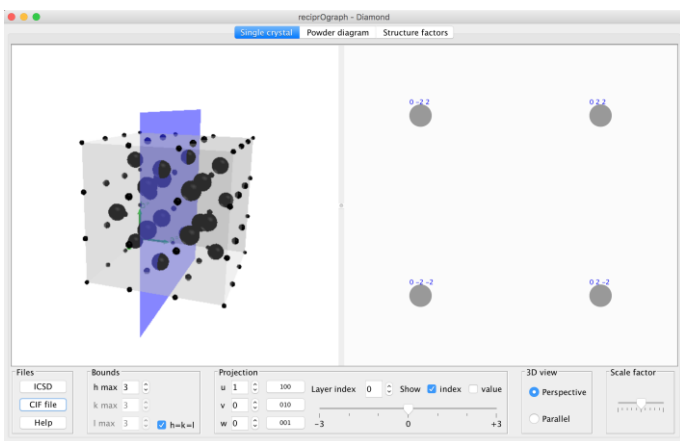 reciprOgraph - Diamond
Single crystal Powder diagram Structure factors
0 -2 2 0 2 2
0 -2 -2 0 2 -2
Files Bounds Projection 3D view Scale factor
ICSD h max 3 u 1 100 Layer index 0 Show index value Perspective
CIF file k max 3 v 0 010
Help l max 3 h=k=l w 0 001 -3 0 +3 Parallel